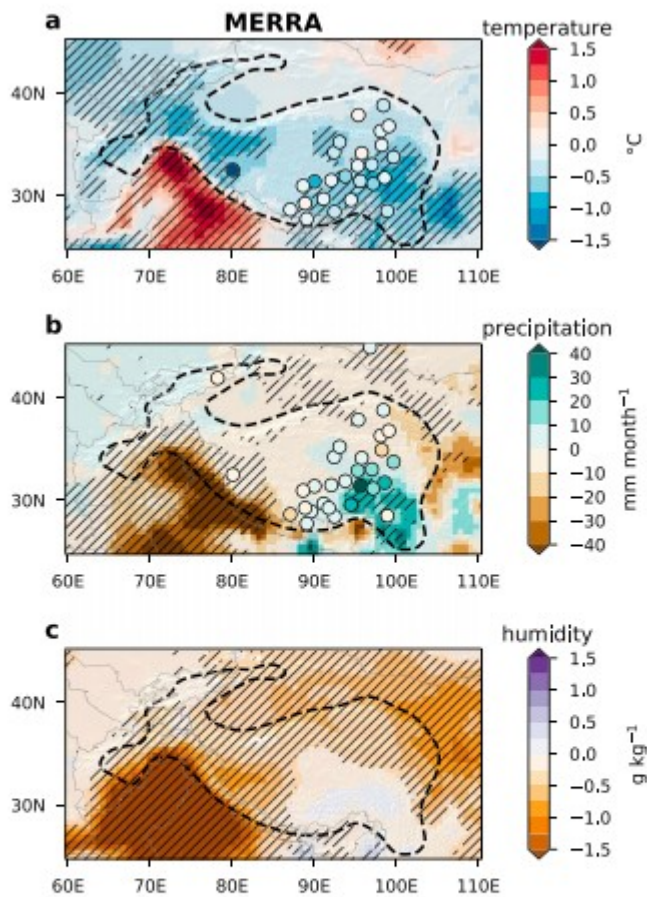 MERRA
a
temperature
40N
30N
60E 70E 80E 90E 100E 110E
1.5
1.0
0.5
0.0
−0.5
−1.0
−1.5
°C
b
precipitation
40N
30N
60E 70E 80E 90E 100E 110E
40
30
20
10
0
−10
−20
−30
−40
mm month⁻¹
c
humidity
40N
30N
60E 70E 80E 90E 100E 110E
1.5
1.0
0.5
0.0
−0.5
−1.0
−1.5
g kg⁻¹